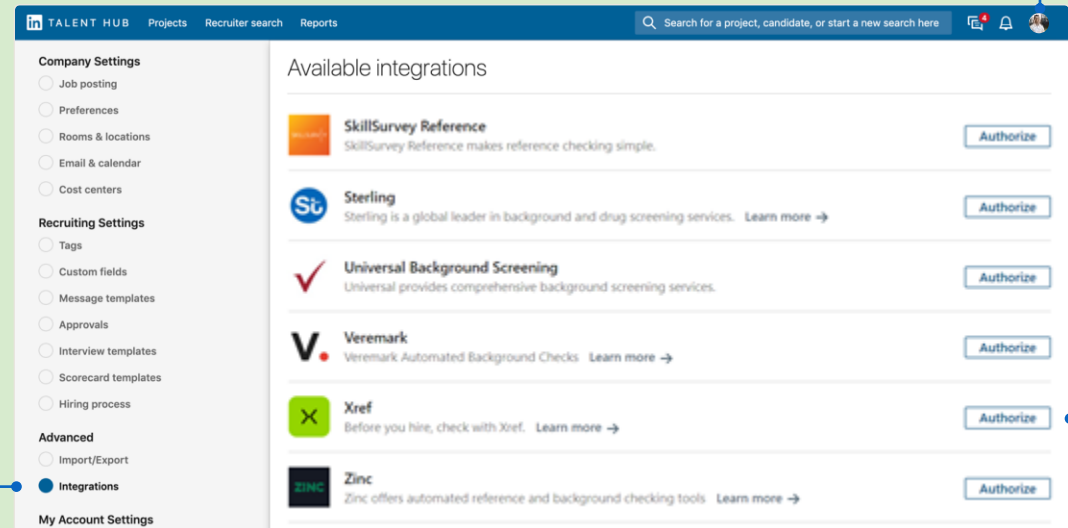 in TALENT HUB Projects Recruiter search Reports Search for a project, candidate, or start a new search here 4
Company Settings
Job posting
Preferences
Rooms & locations
Email & calendar
Cost centers
Recruiting Settings
Tags
Custom fields
Message templates
Approvals
Interview templates
Scorecard templates
Hiring process
Advanced
Import/Export
Integrations
My Account Settings
Available integrations
SkillSurvey Reference
SkillSurvey Reference makes reference checking simple.
Authorize
St
Sterling
Sterling is a global leader in background and drug screening services. Learn more →
Authorize
Universal Background Screening
Universal provides comprehensive background screening services.
Authorize
V.
Veremark
Veremark Automated Background Checks Learn more →
Authorize
Xref
Before you hire, check with Xref. Learn more →
Authorize
ZINC
Zinc
Zinc offers automated reference and background checking tools Learn more →
Authorize